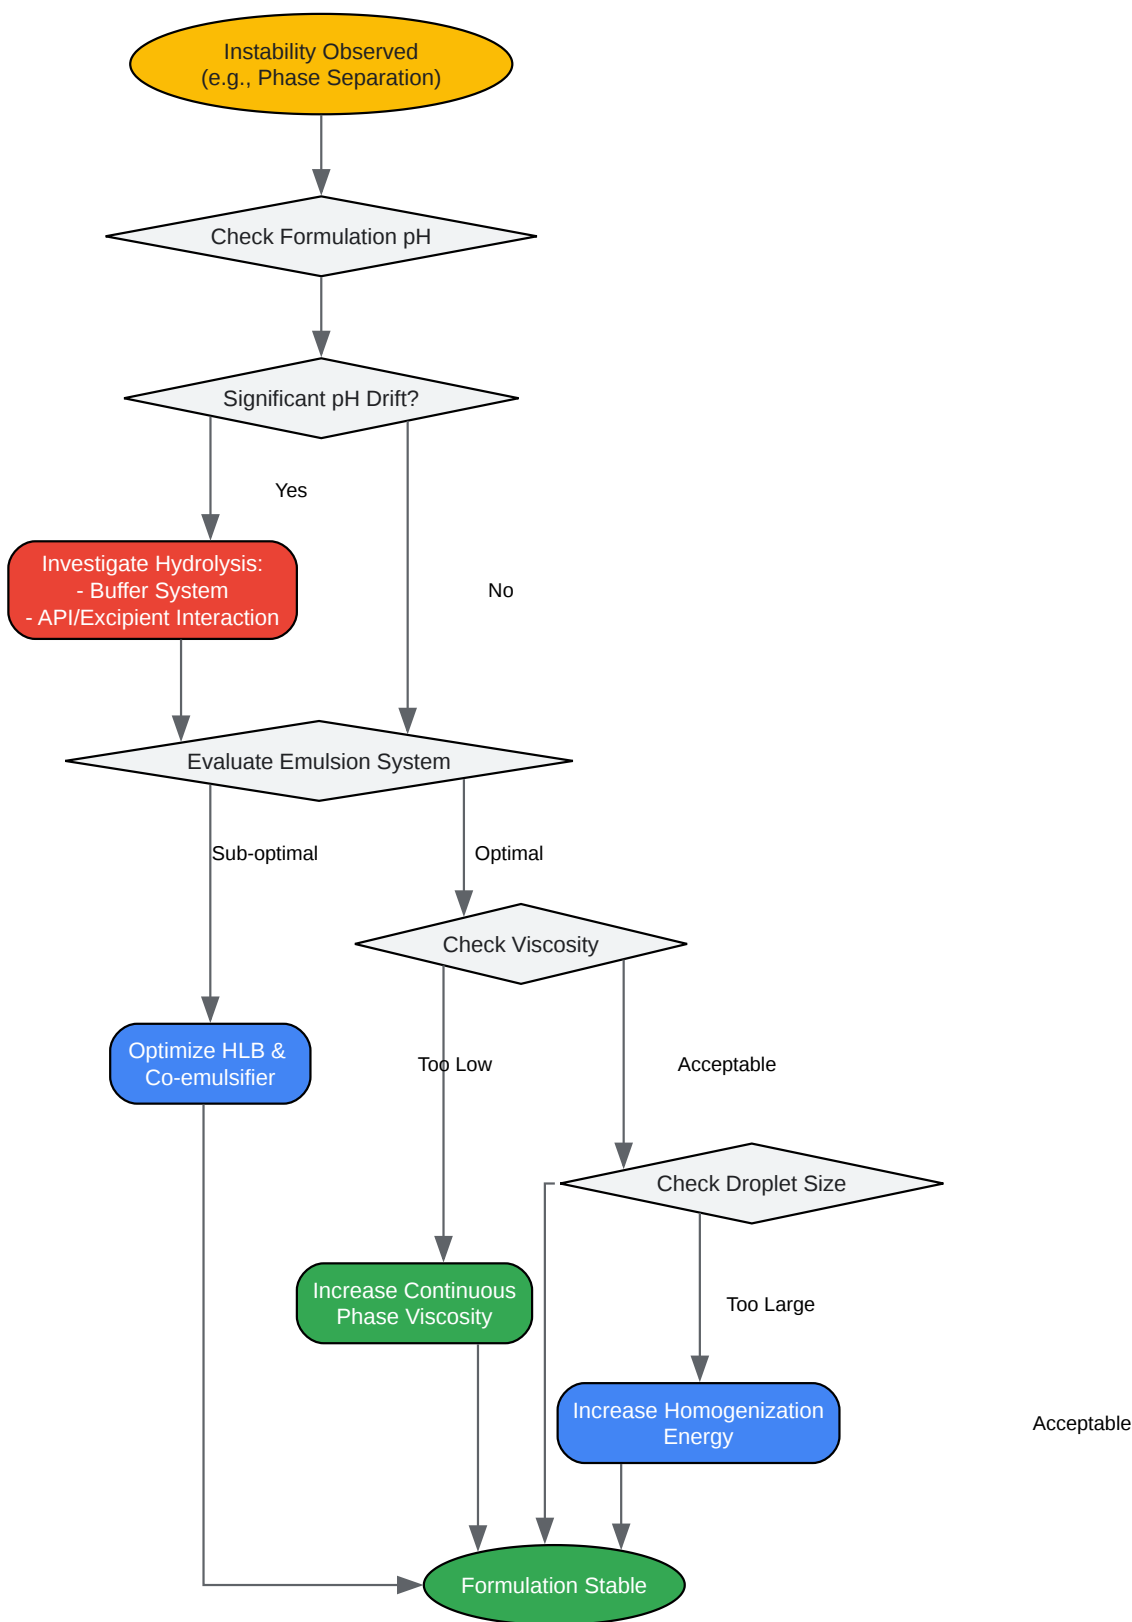 Instability Observed
(e.g., Phase Separation)
Check Formulation pH
Significant pH Drift?
Yes
Investigate Hydrolysis:
- Buffer System
- API/Excipient Interaction
No
Evaluate Emulsion System
Sub-optimal
Optimal
Check Viscosity
Optimize HLB &
Co-emulsifier
Too Low
Acceptable
Check Droplet Size
Increase Continuous
Phase Viscosity
Too Large
Increase Homogenization
Energy
Acceptable
Formulation Stable